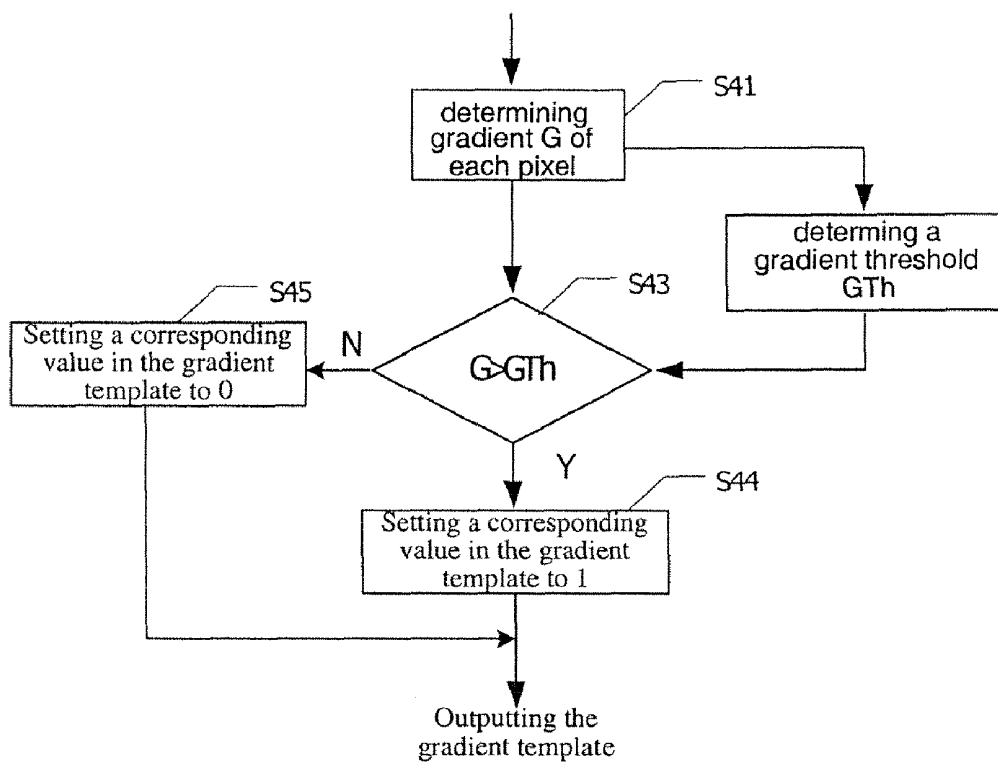 S41
determining
gradient G of
each pixel
determing a
gradient threshold
GTh
S43
G>GTh
S45
Setting a corresponding
value in the gradient
template to 0
N
Y
S44
Setting a corresponding
value in the gradient
template to 1
Outputting the
gradient template